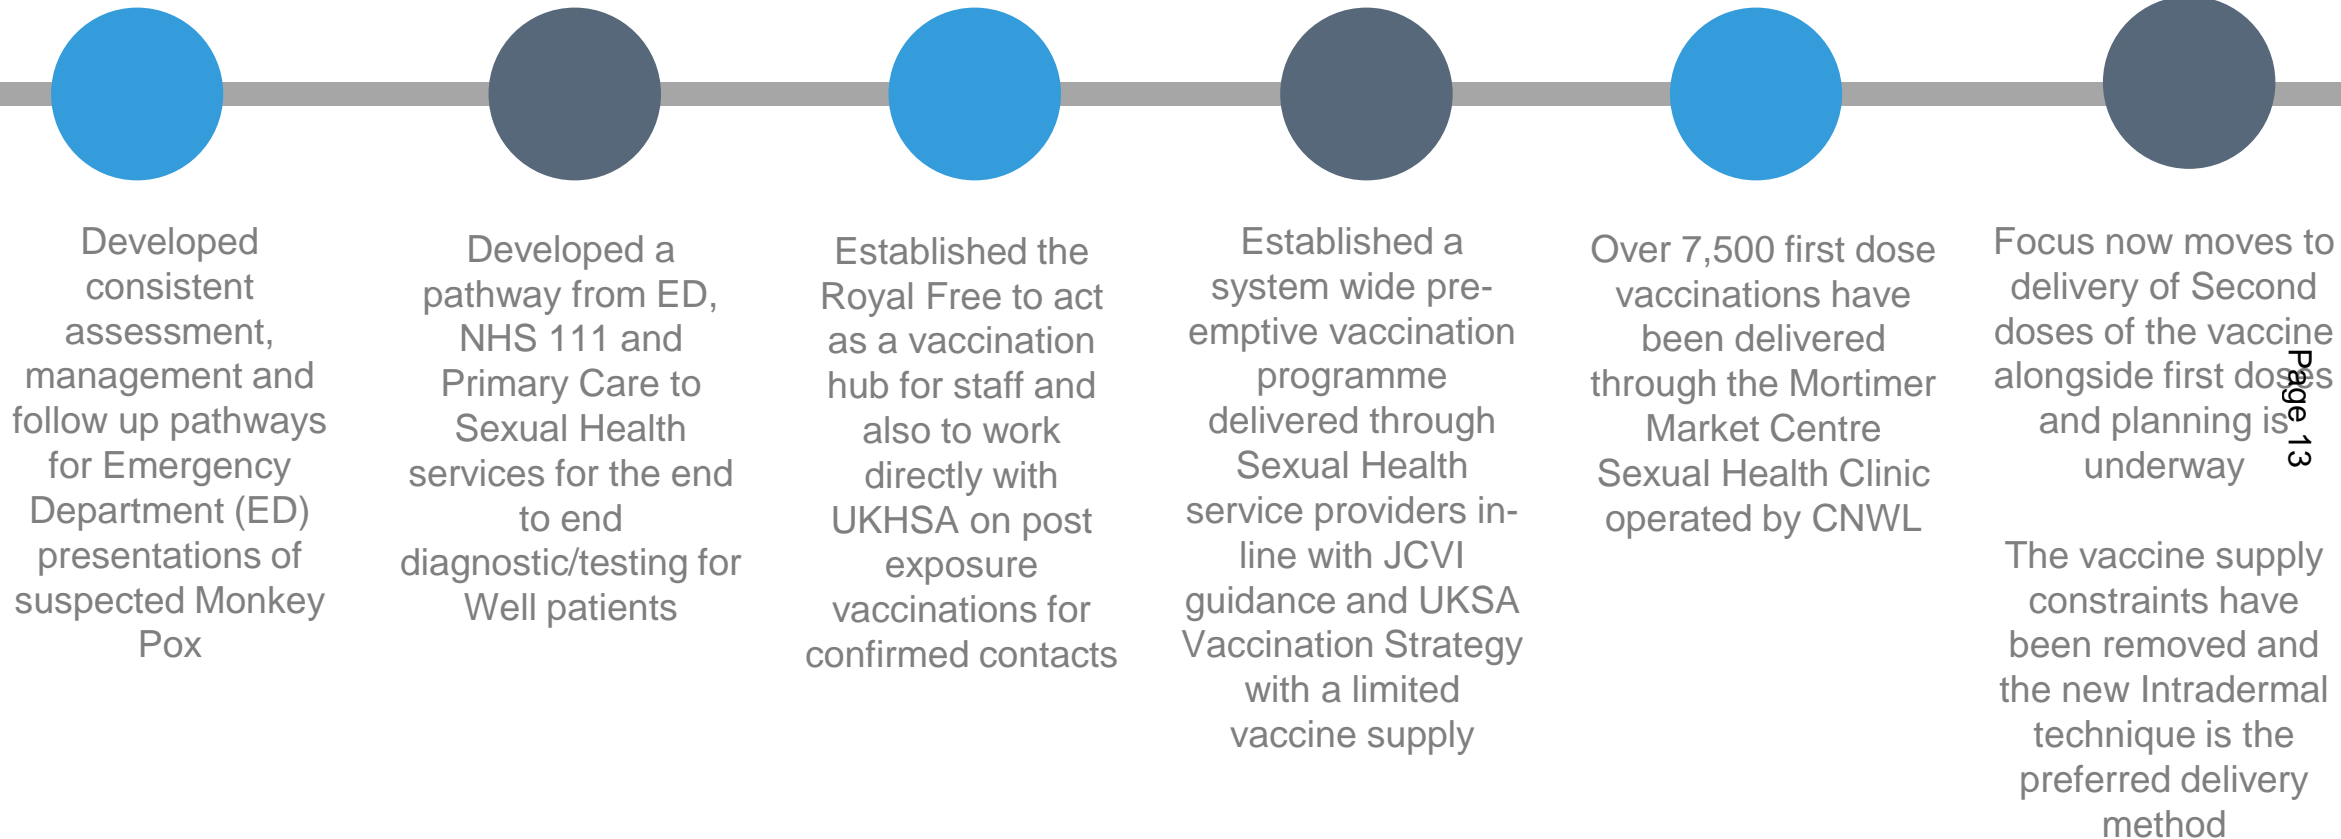 Developed
consistent
assessment,
management and
follow up pathways
for Emergency
Department (ED)
presentations of
suspected Monkey
Pox
Developed a
pathway from ED,
NHS 111 and
Primary Care to
Sexual Health
services for the end
to end
diagnostic/testing for
Well patients
Established the
Royal Free to act
as a vaccination
hub for staff and
also to work
directly with
UKHSA on post
exposure
vaccinations for
confirmed contacts
Established a
system wide pre-
emptive vaccination
programme
delivered through
Sexual Health
service providers in-
line with JCVI
guidance and UKSA
Vaccination Strategy
with a limited
vaccine supply
Over 7,500 first dose
vaccinations have
been delivered
through the Mortimer
Market Centre
Sexual Health Clinic
operated by CNWL
Focus now moves to
delivery of Second
doses of the vaccine
alongside first doses
and planning is
underway
The vaccine supply
constraints have
been removed and
the new Intradermal
technique is the
preferred delivery
method
Page 13